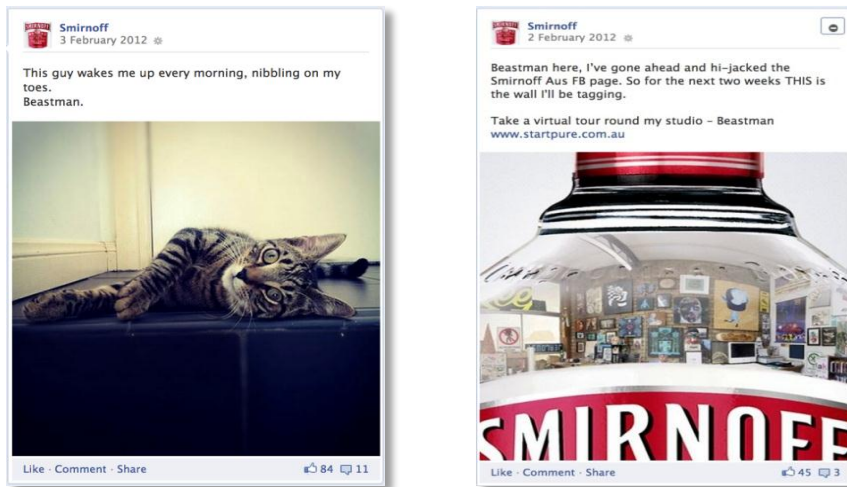 Smirnoff
3 February 2012
This guy wakes me up every morning, nibbling on my
toes.
Beastman.
Like · Comment · Share
84
11
Smirnoff
2 February 2012
Beastman here, I've gone ahead and hi-jacked the
Smirnoff Aus FB page. So for the next two weeks THIS is
the wall I'll be tagging.
Take a virtual tour round my studio – Beastman
www.startpure.com.au
SMIRNOFF
Like · Comment · Share
45
3